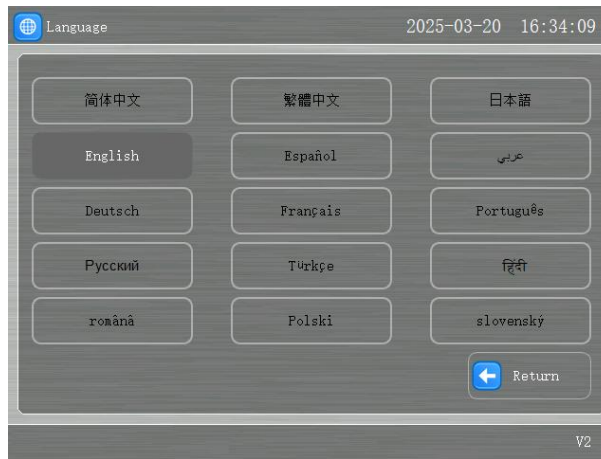 Language 2025-03-20 16:34:09
简体中文 繁體中文 日本語
English Español عربي
Deutsch Français Português
Русский Türkçe हिंदी
română Polski slovenský
Return
V2